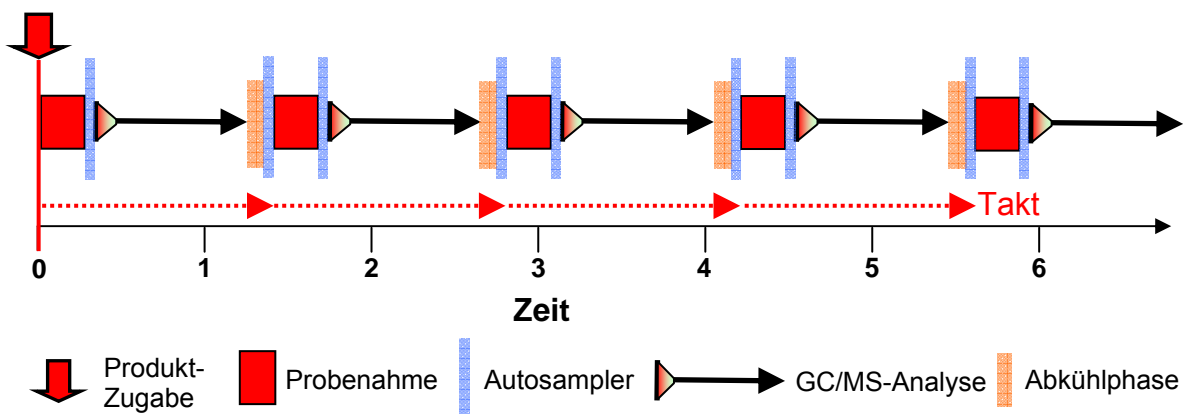 Takt
0 1 2 3 4 5 6
Zeit
Produkt-
Zugabe
Probenahme
Autosampler
GC/MS-Analyse
Abkühlphase